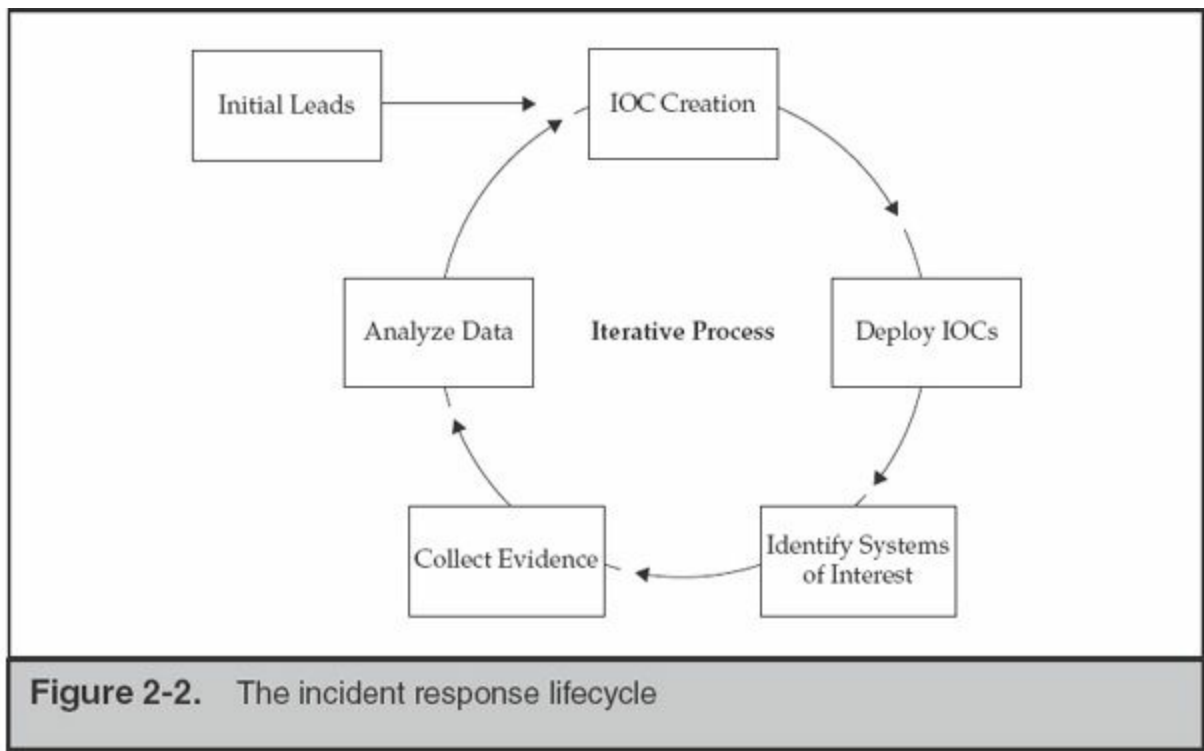 Initial Leads
IOC Creation
Analyze Data
Iterative Process
Deploy IOCs
Collect Evidence
Identify Systems
of Interest
Figure 2-2. The incident response lifecycle